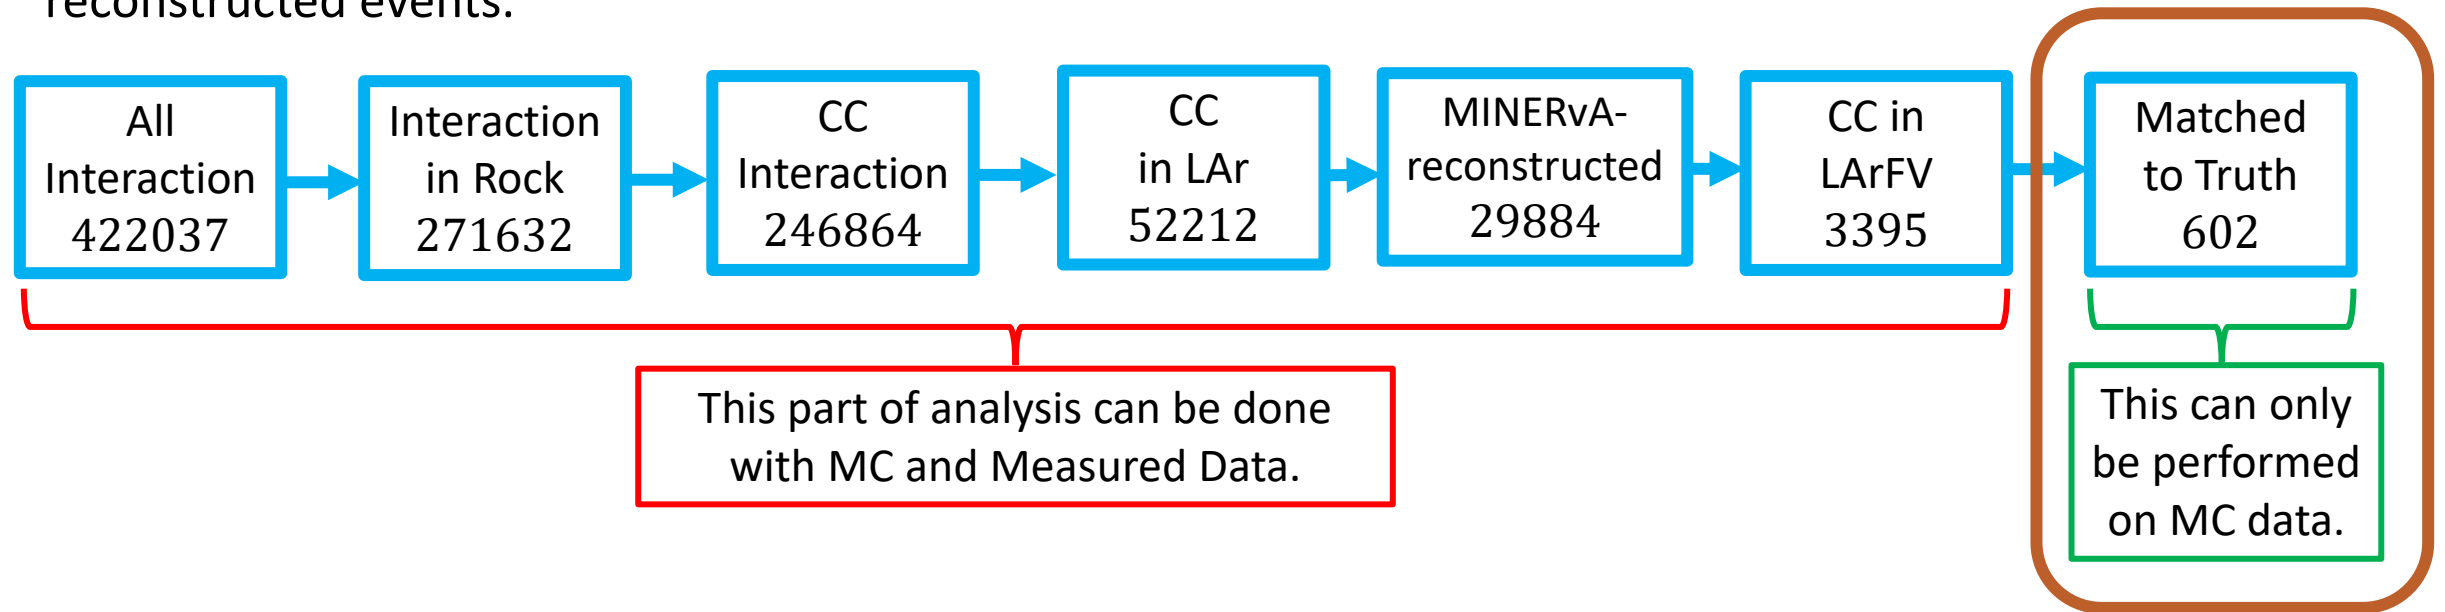 reconstructed events.
All
Interaction
422037
Interaction
in Rock
271632
CC
Interaction
246864
CC
in LAr
52212
MINERvA-
reconstructed
29884
CC in
LArFV
3395
Matched
to Truth
602
This part of analysis can be done
with MC and Measured Data.
This can only
be performed
on MC data.